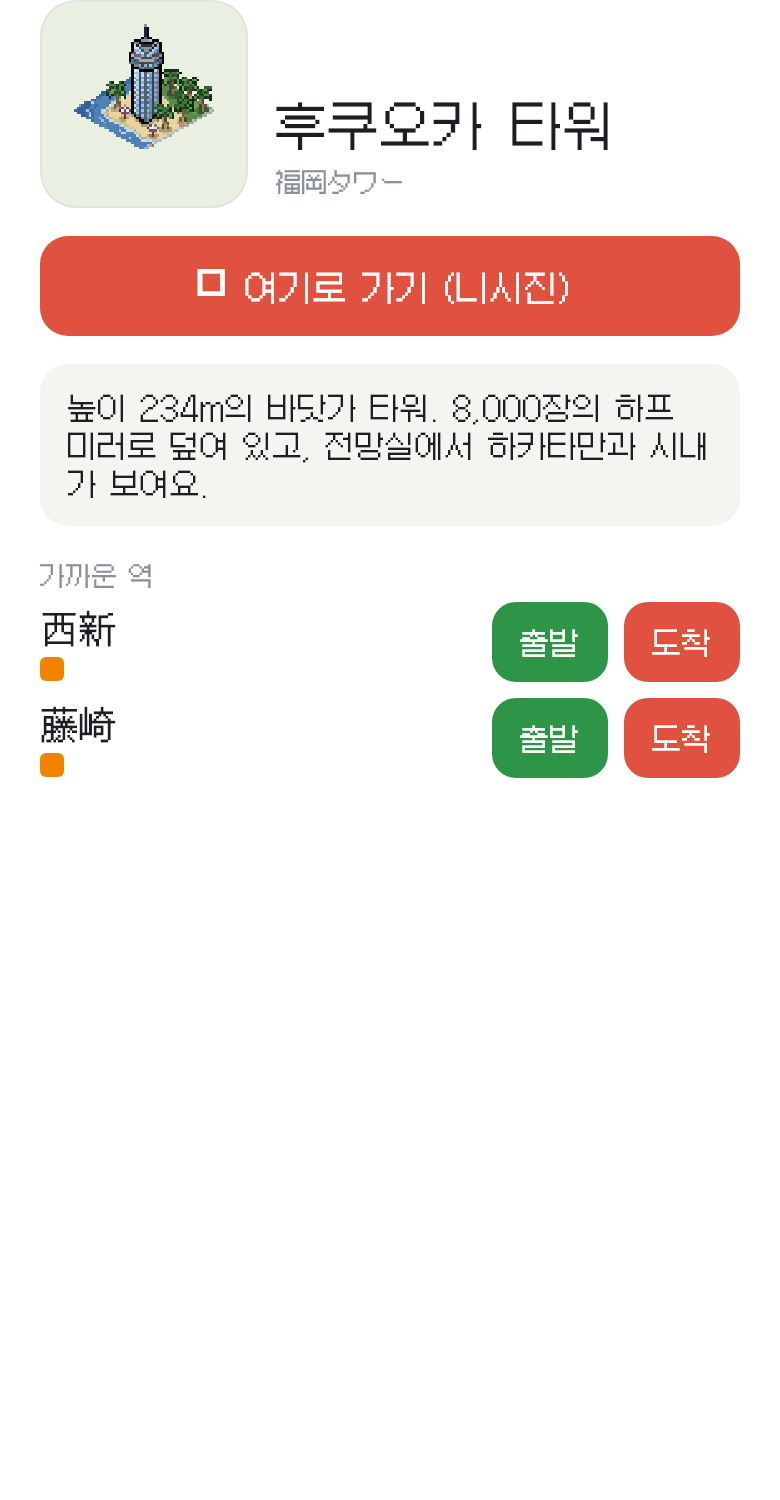 후쿠오카 타워
福岡タワー
여기로 가기 (니시진)
높이 234m의 바닷가 타워. 8,000장의 하프
미러로 덮여 있고, 전망실에서 하카타만과 시내
가 보여요.
가까운 역
西新
출발 도착
藤崎
출발 도착